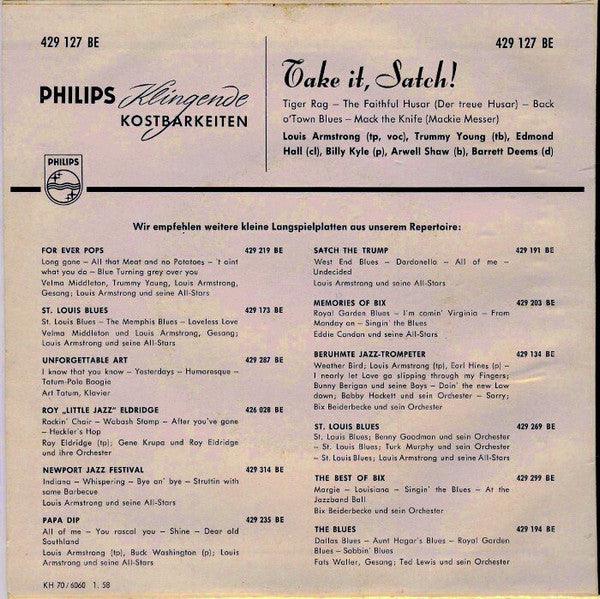 429 127 BE
429 127 BE
PHILIPS Klingende
KOSTBARKEITEN
Take it, Satch!
Tiger Rag – The Faithful Husar (Der treue Husar) – Back
o'Town Blues – Mack the Knife (Mackie Messer)
Louis Armstrong (tp, voc), Trummy Young (tb), Edmond
Hall (cl), Billy Kyle (p), Arwell Shaw (b), Barrett Deems (d)
PHILIPS
Wir empfehlen weitere kleine Langspielplatten aus unserem Repertoire:
FOR EVER POPS 429 219 BE
Long gone – All that Meat and no Potatoes – 't aint
what you do – Blue Turning grey over you
Velma Middleton, Trummy Young, Louis Armstrong,
Gesang; Louis Armstrong und seine All-Stars
ST. LOUIS BLUES 429 173 BE
St. Louis Blues – The Memphis Blues – Loveless Love
Velma Middleton und Louis Armstrong, Gesang;
Louis Armstrong und seine All-Stars
UNFORGETTABLE ART 429 287 BE
I know that you know – Yesterdays – Humoresque –
Tatum-Pole Boogie
Art Tatum, Klavier
ROY „LITTLE JAZZ" ELDRIDGE 426 028 BE
Rockin' Chair – Wabash Stomp – After you've gone
– Heckler's Hop
Roy Eldridge (tp); Gene Krupa und Roy Eldridge
und ihre Orchester
NEWPORT JAZZ FESTIVAL 429 314 BE
Indiana – Whispering – Bye an' bye – Struttin with
some Barbecue
Louis Armstrong und seine All-Stars
PAPA DIP 429 235 BE
All of me – You rascal you – Shine – Dear old
Southland
Louis Armstrong (tp), Buck Washington (p); Louis
Armstrong und seine All-Stars
SATCH THE TRUMP 429 191 BE
West End Blues – Dardanella – All of me –
Undecided
Louis Armstrong und seine All-Stars
MEMORIES OF BIX 429 203 BE
Royal Garden Blues – I'm comin' Virginia – From
Manday on – Singin' the Blues
Eddie Condon und seine All-Stars
BERUHMTE JAZZ-TROMPETER 429 134 BE
Weather Bird; Louis Armstrong (tp), Earl Hines (p) –
I nearly let Love go slipping through my Fingers;
Bunny Berigan und seine Boys – Doin' the new Low
down; Bobby Hackett und sein Orchester – Sorry;
Bix Beiderbecke und sein Orchester
ST. LOUIS BLUES 429 269 BE
St. Louis Blues; Benny Goodman und sein Orchester
– St. Louis Blues; Turk Murphy und sein Orchester
– St. Louis Blues; Louis Armstrong und seine All-Stars
THE BEST OF BIX 429 299 BE
Margie – Louisiana – Singin' the Blues – At the
Jazzband Ball
Bix Beiderbecke und sein Orchester
THE BLUES 429 194 BE
Dallas Blues – Aunt Hagar's Blues – Royal Garden
Blues – Sobbin' Blues
Fats Waller, Gesang; Ted Lewis und sein Orchester
KH 70/6060 1. 58